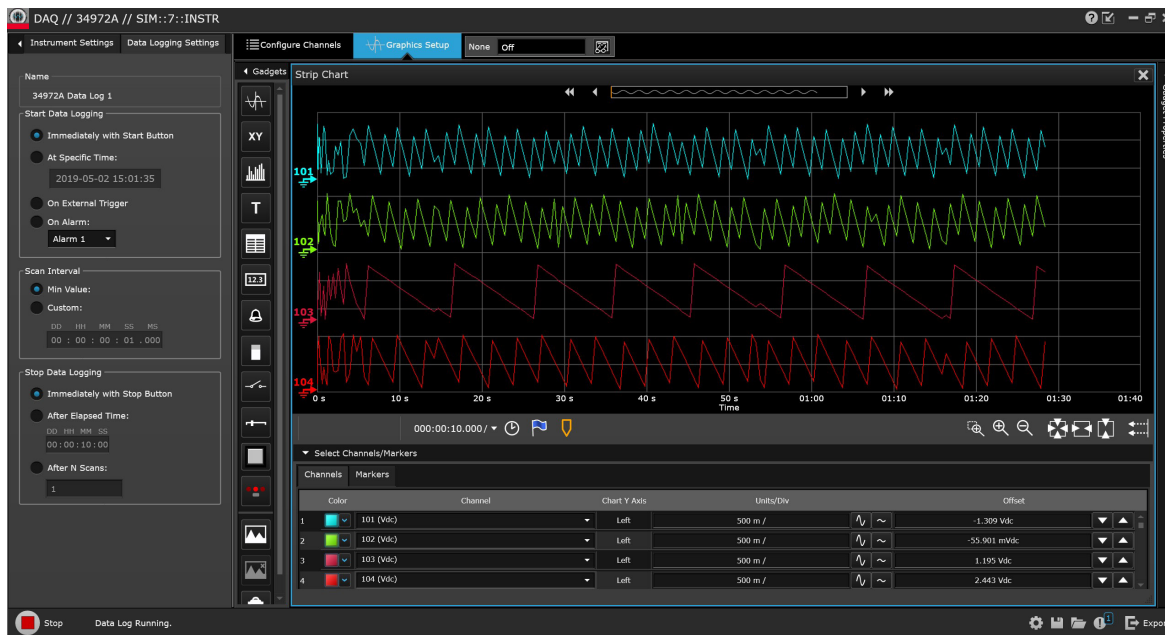 DAQ // 34972A // SIM::7::INSTR
Instrument Settings Data Logging Settings
Configure Channels Graphics Setup None Off
Name
34972A Data Log 1
Start Data Logging
Immediately with Start Button
At Specific Time:
2019-05-02 15:01:35
On External Trigger
On Alarm:
Alarm 1
Scan Interval
Min Value:
Custom:
DD HH MM SS MS
00 : 00 : 00 : 01 . 000
Stop Data Logging
Immediately with Stop Button
After Elapsed Time:
DD HH MM SS
00:00:10:00
After N Scans:
1
Gadgets
XY
T
12.3
Strip Chart
101
102
103
104
0 s 10 s 20 s 30 s 40 s 50 s 01:00 01:10 01:20 01:30 01:40
Time
000:00:10.000/
Select Channels/Markers
Channels Markers
Color Channel Chart Y Axis Units/Div Offset
1 101 (Vdc) Left 500 m / -1.309 Vdc
2 102 (Vdc) Left 500 m / -55.901 mVdc
3 103 (Vdc) Left 500 m / 1.195 Vdc
4 104 (Vdc) Left 500 m / 2.443 Vdc
Stop Data Log Running.
1
Expor